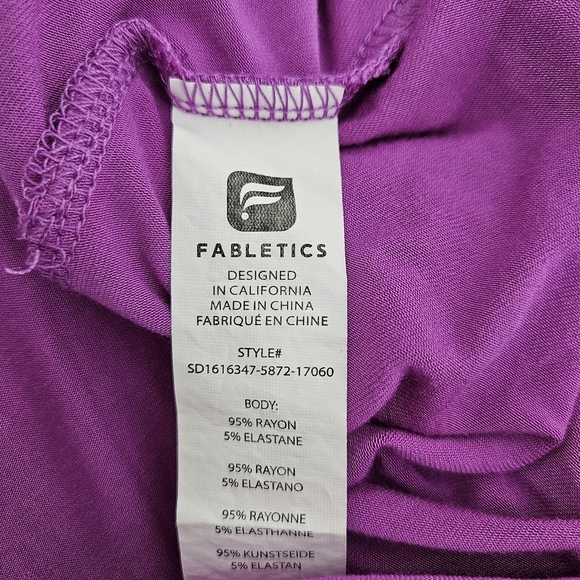 FABLETICS
DESIGNED
IN CALIFORNIA
MADE IN CHINA
FABRIQUÉ EN CHINE
STYLE#
SD1616347-5872-17060
BODY:
95% RAYON
5% ELASTANE
95% RAYON
5% ELASTANO
95% RAYONNE
5% ELASTHANNE
95% KUNSTSEIDE
5% ELASTAN